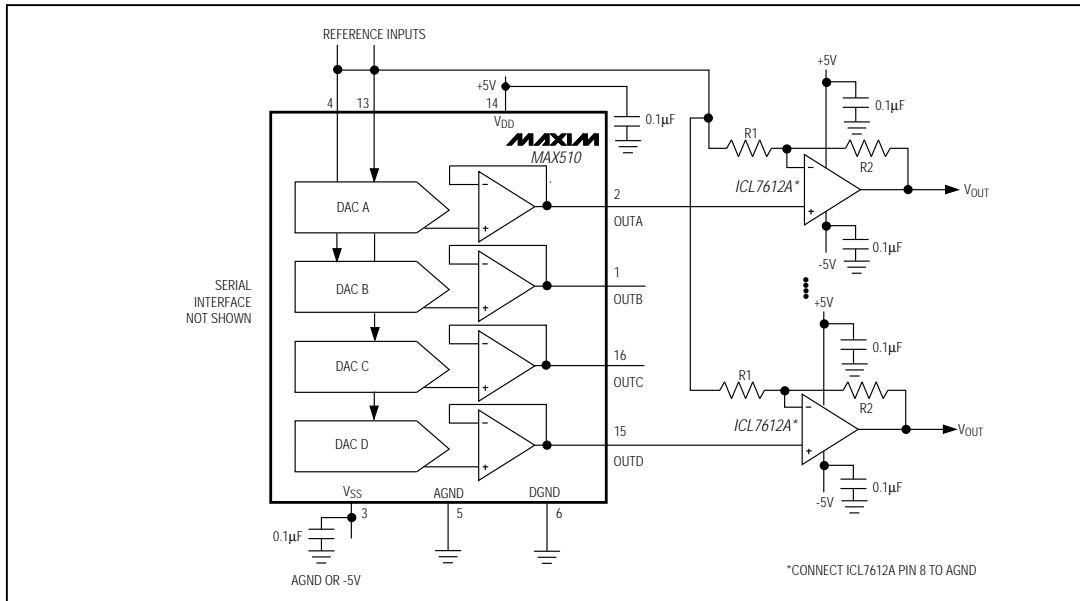 REFERENCE INPUTS
+5V
+5V
4
13
14
0.1µF
VDD
0.1µF
R1
MAXIM
MAX510
R2
ICL7612A*
DAC A
2
VOUT
OUTA
0.1µF
-5V
SERIAL
INTERFACE
NOT SHOWN
DAC B
1
OUTB
+5V
0.1µF
DAC C
16
OUTC
R1
R2
ICL7612A*
DAC D
15
VOUT
OUTD
0.1µF
-5V
VSS
AGND
DGND
3
5
6
0.1µF
AGND OR -5V
*CONNECT ICL7612A PIN 8 TO AGND